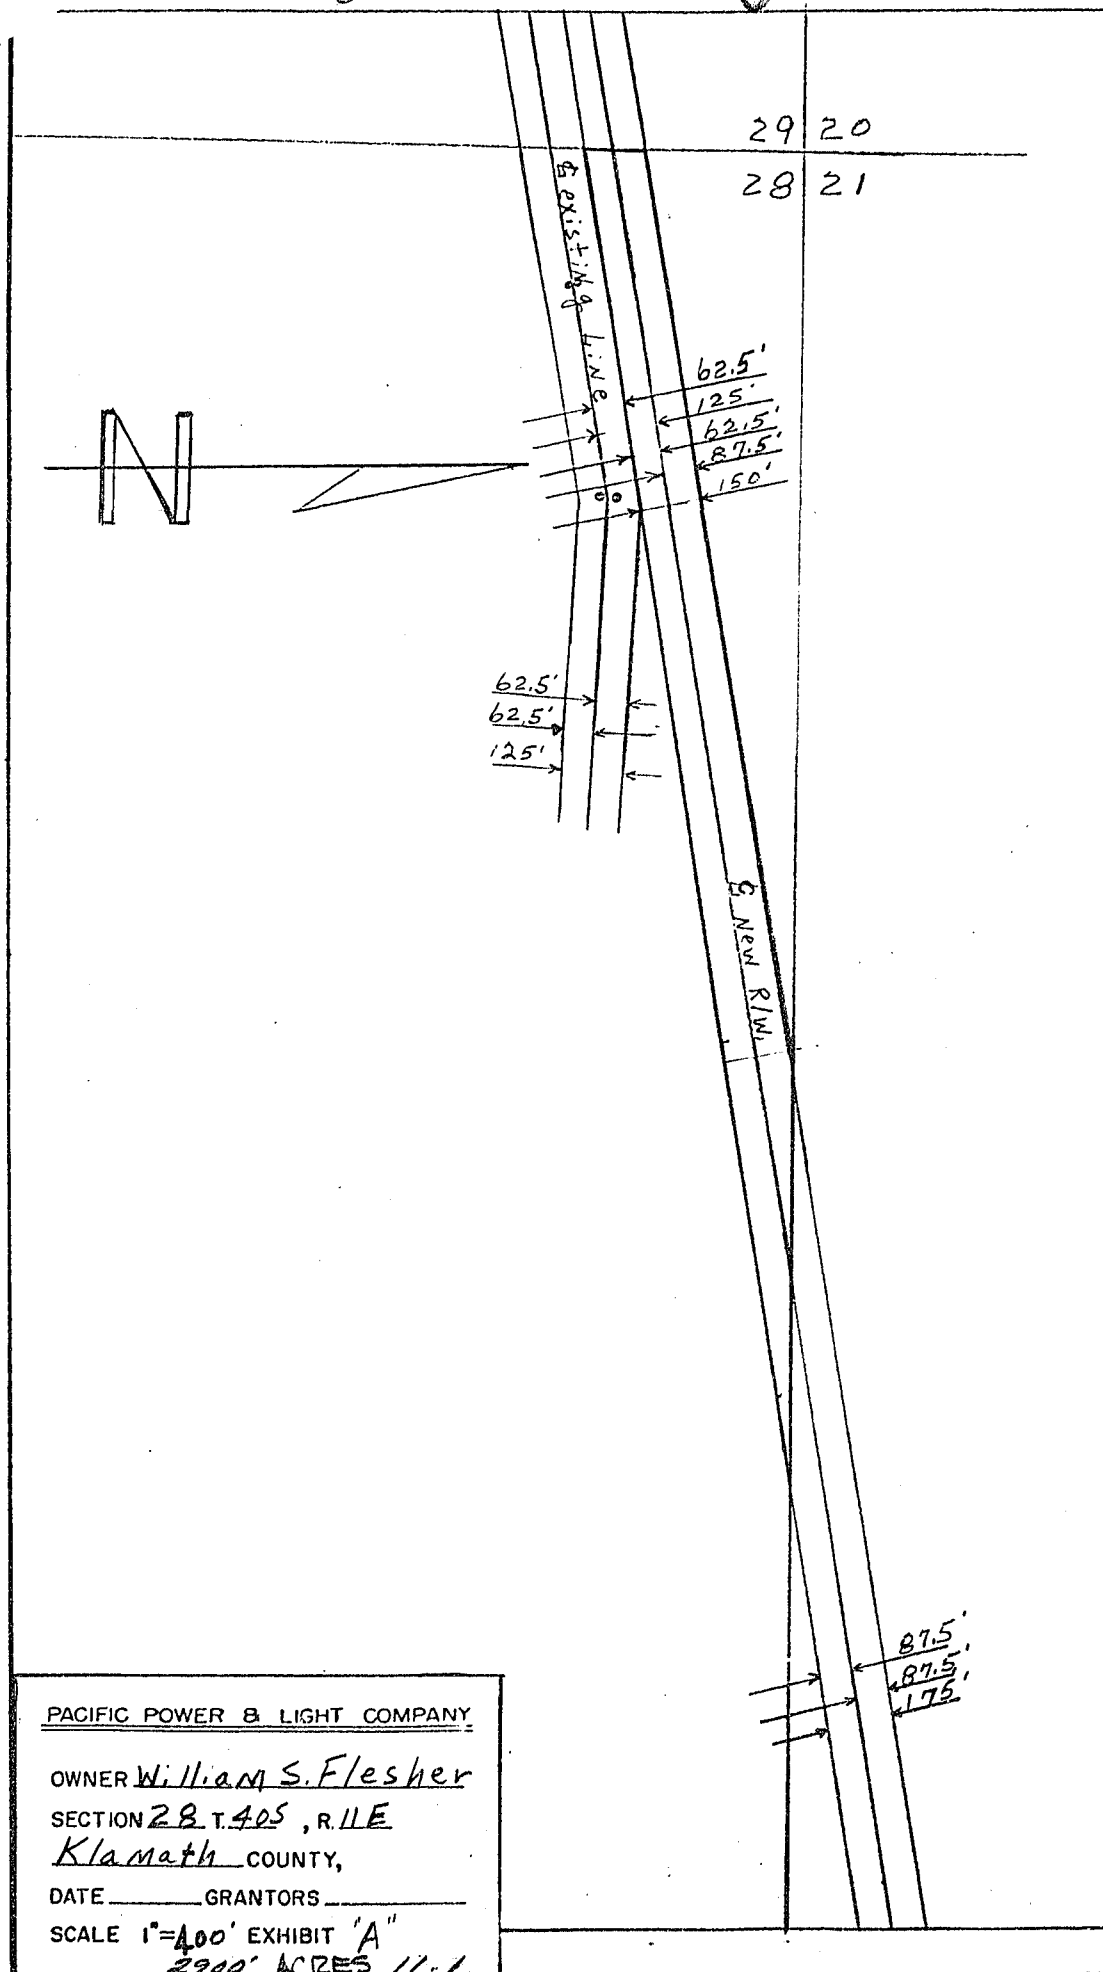 29 20
28 21
℄ existing Line
62.5'
125'
62.5'
87.5'
150'
N
62.5'
62.5'
125'
℄ New R/W.
87.5'
87.5'
175'
PACIFIC POWER & LIGHT COMPANY
OWNER William S. Flesher
SECTION 28 T. 40S, R. 11E
Klamath COUNTY,
DATE GRANTORS
SCALE 1"=400' EXHIBIT "A"
ACRES